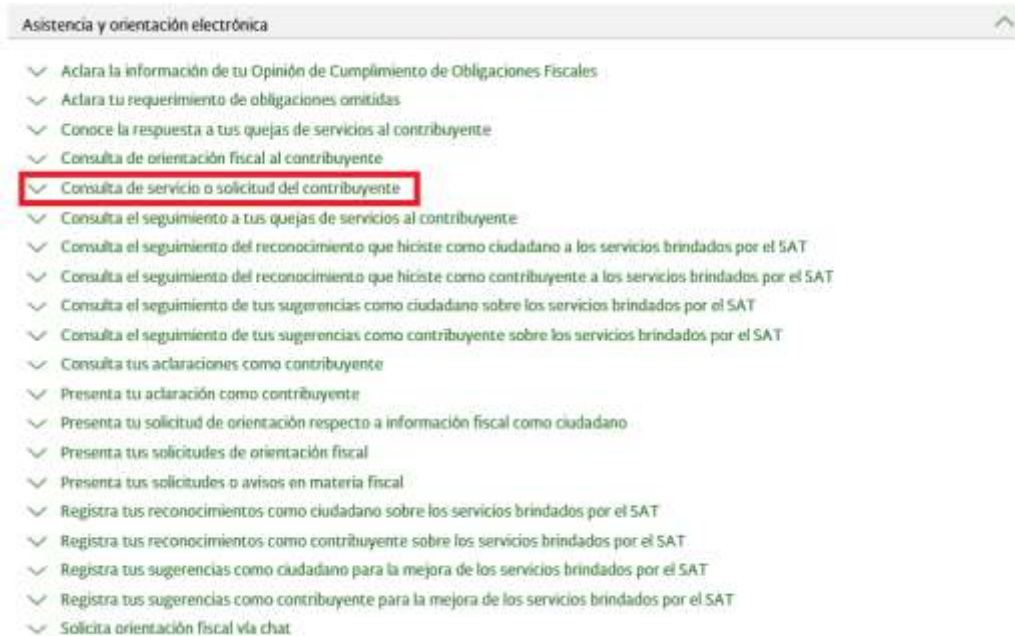 Asistencia y orientación electrónica
Aclara la información de tu Opinión de Cumplimiento de Obligaciones Fiscales
Aclara tu requerimiento de obligaciones omitidas
Conoce la respuesta a tus quejas de servicios al contribuyente
Consulta de orientación fiscal al contribuyente
Consulta de servicio o solicitud del contribuyente
Consulta el seguimiento a tus quejas de servicios al contribuyente
Consulta el seguimiento del reconocimiento que hiciste como ciudadano a los servicios brindados por el SAT
Consulta el seguimiento del reconocimiento que hiciste como contribuyente a los servicios brindados por el SAT
Consulta el seguimiento de tus sugerencias como ciudadano sobre los servicios brindados por el SAT
Consulta el seguimiento de tus sugerencias como contribuyente sobre los servicios brindados por el SAT
Consulta tus aclaraciones como contribuyente
Presenta tu aclaración como contribuyente
Presenta tu solicitud de orientación respecto a información fiscal como ciudadano
Presenta tus solicitudes de orientación fiscal
Presenta tus solicitudes o avisos en materia fiscal
Registra tus reconocimientos como ciudadano sobre los servicios brindados por el SAT
Registra tus reconocimientos como contribuyente sobre los servicios brindados por el SAT
Registra tus sugerencias como ciudadano para la mejora de los servicios brindados por el SAT
Registra tus sugerencias como contribuyente para la mejora de los servicios brindados por el SAT
Solicita orientación fiscal vía chat